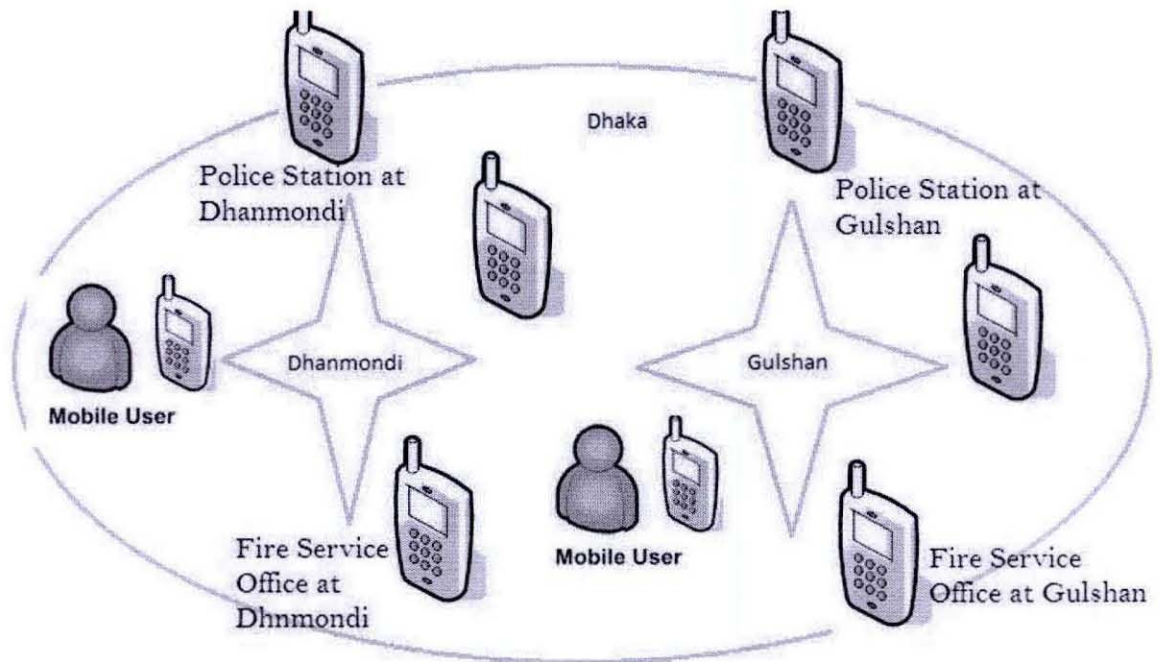 Dhaka
Police Station at
Dhanmondi
Police Station at
Gulshan
Dhanmondi
Gulshan
Mobile User
Mobile User
Fire Service
Office at
Dhnmondi
Fire Service
Office at Gulshan